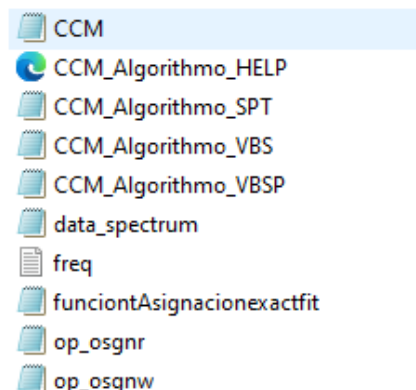 CCM
CCM_Algorithmo_HELP
CCM_Algorithmo_SPT
CCM_Algorithmo_VBS
CCM_Algorithmo_VBSP
data_spectrum
freq
funciontAsignacionexactfit
op_osgnr
op_osgnw